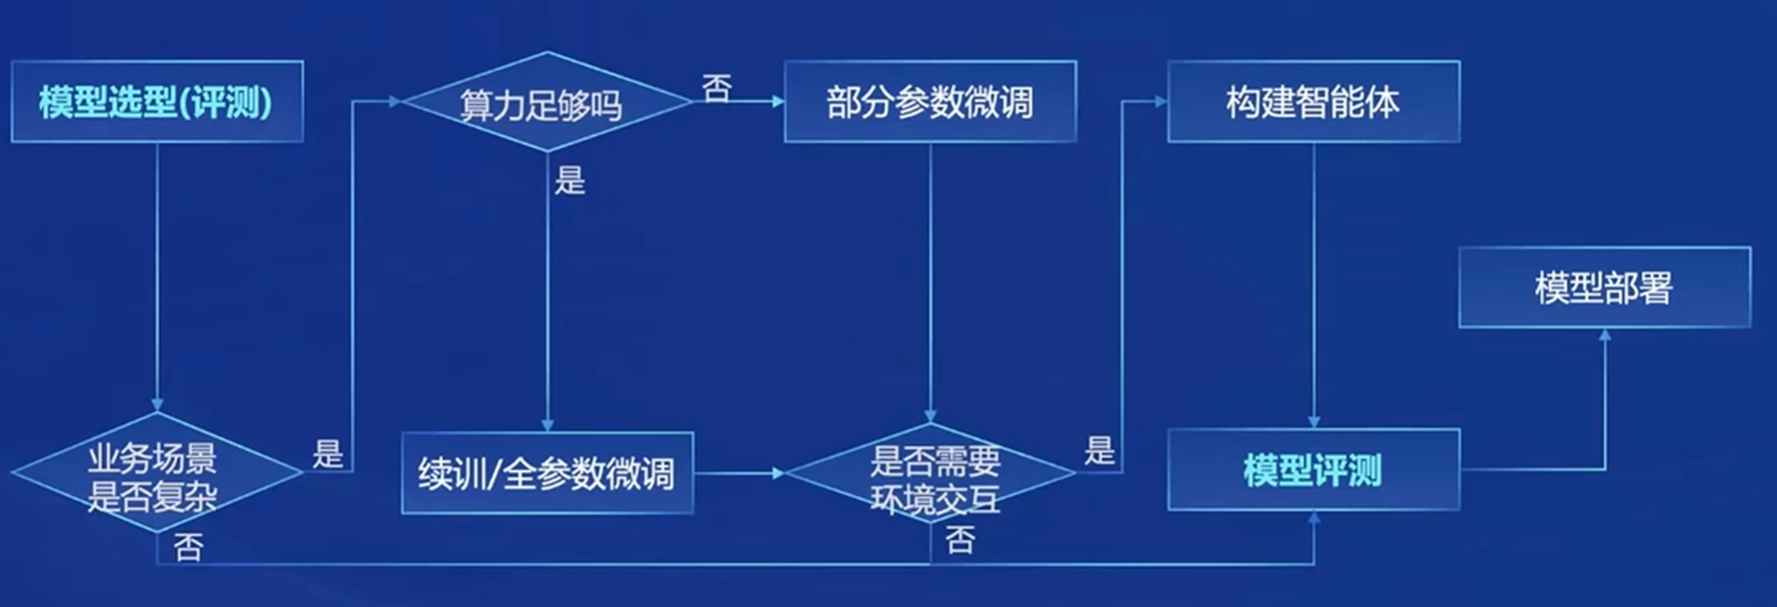 模型选型(评测)
算力足够吗
否
部分参数微调
构建智能体
是
模型部署
业务场景
是否复杂
是
续训/全参数微调
是否需要
环境交互
是
模型评测
否
否